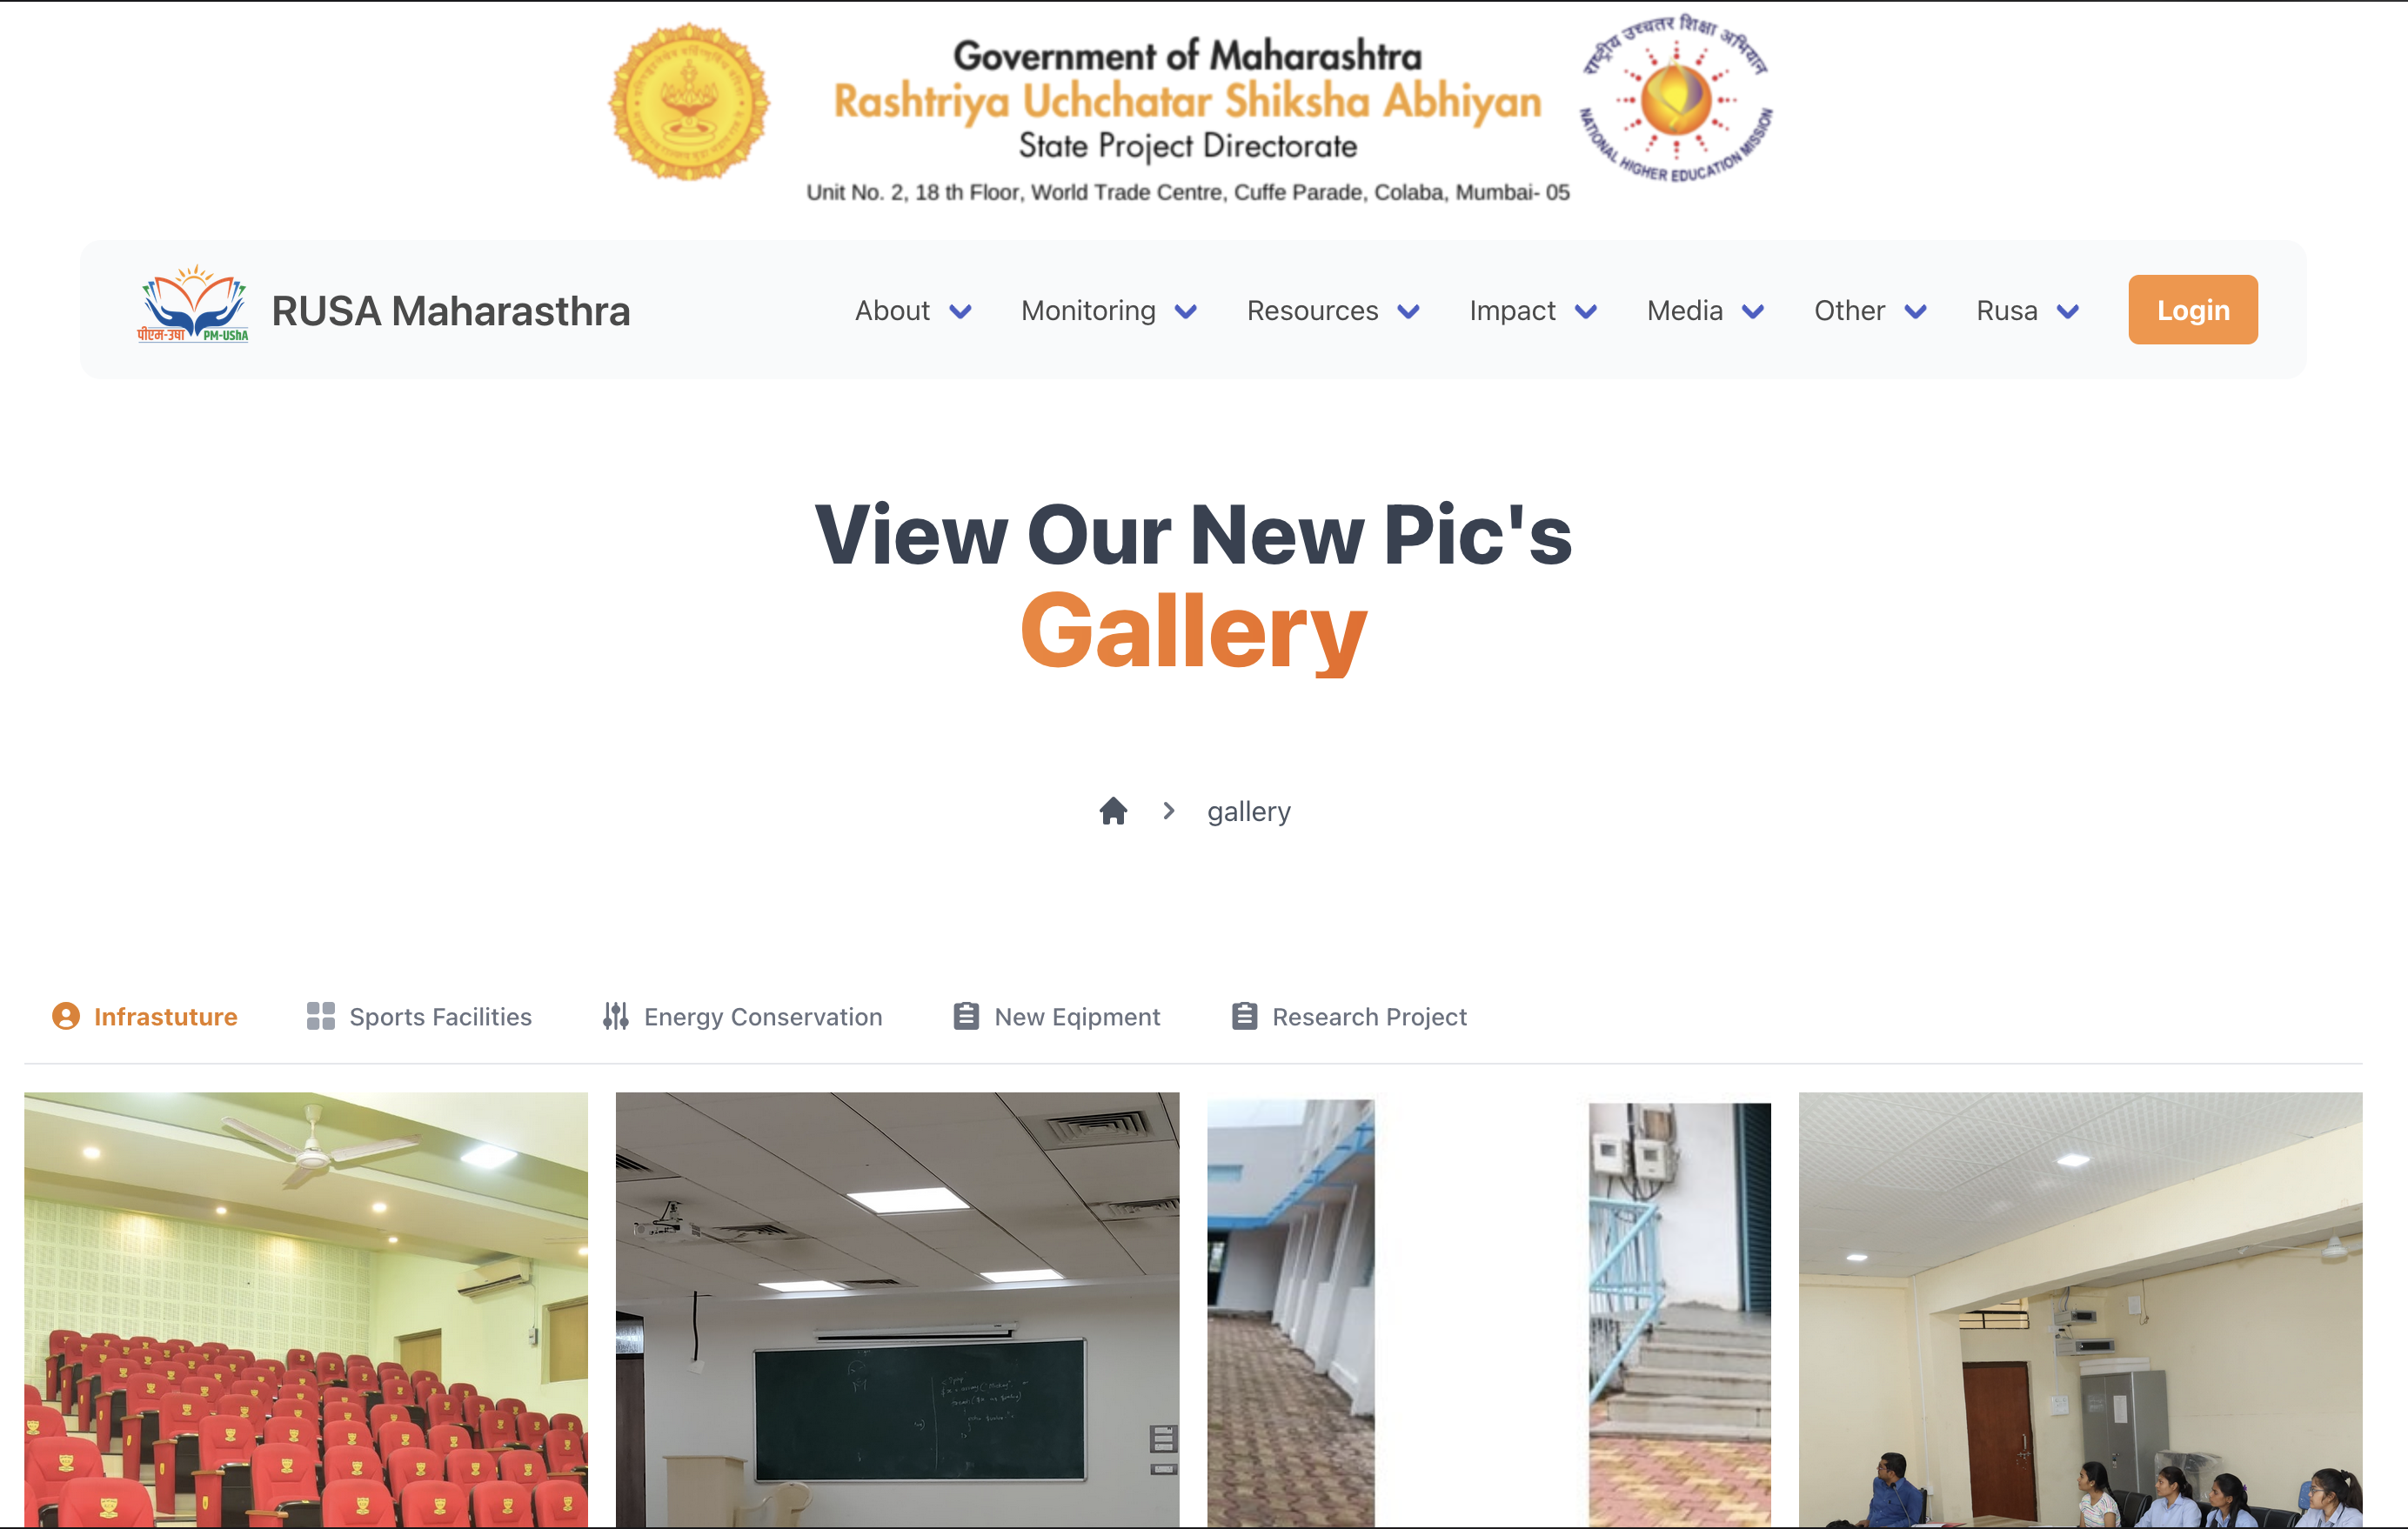 Government of Maharashtra
Rashtriya Uchchatar Shiksha Abhiyan
State Project Directorate
Unit No. 2, 18 th Floor, World Trade Centre, Cuffe Parade, Colaba, Mumbai- 05
राष्ट्रीय उच्चतर शिक्षा अभियान
NATIONAL HIGHER EDUCATION MISSION
पीएम-उषा PM-UShA
RUSA Maharasthra
About
Monitoring
Resources
Impact
Media
Other
Rusa
Login
View Our New Pic's
Gallery
gallery
Infrastuture
Sports Facilities
Energy Conservation
New Eqipment
Research Project